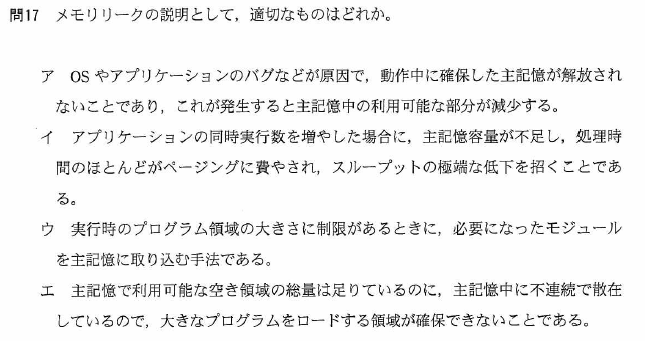 問17 メモリリークの説明として，適切なものはどれか。
ア OSやアプリケーションのバグなどが原因で，動作中に確保した主記憶が解放され
ないことであり，これが発生すると主記憶中の利用可能な部分が減少する。
イ アプリケーションの同時実行数を増やした場合に，主記憶容量が不足し，処理時
間のほとんどがページングに費やされ，スループットの極端な低下を招くことであ
る。
ウ 実行時のプログラム領域の大きさに制限があるときに，必要になったモジュール
を主記憶に取り込む手法である。
エ 主記憶で利用可能な空き領域の総量は足りているのに，主記憶中に不連続で散在
しているので，大きなプログラムをロードする領域が確保できないことである。